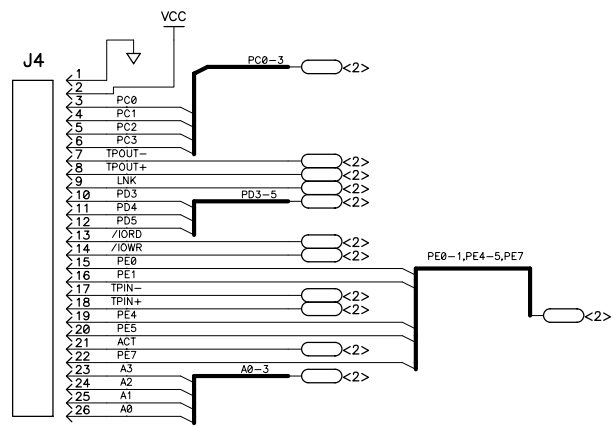 VCC
J4
PC0-3 <2>
1
2
3 PC0
4 PC1
5 PC2
6 PC3
7 TPOUT- <2>
8 TPOUT+ <2>
9 LNK <2>
10 PD3 PD3-5 <2>
11 PD4
12 PD5
13 /IORD <2>
14 /IOWR <2>
15 PE0 PE0-1,PE4-5,PE7
16 PE1
17 TPIN- <2>
18 TPIN+ <2>
19 PE4 <2>
20 PE5
21 ACT <2>
22 PE7
23 A3 A0-3 <2>
24 A2
25 A1
26 A0